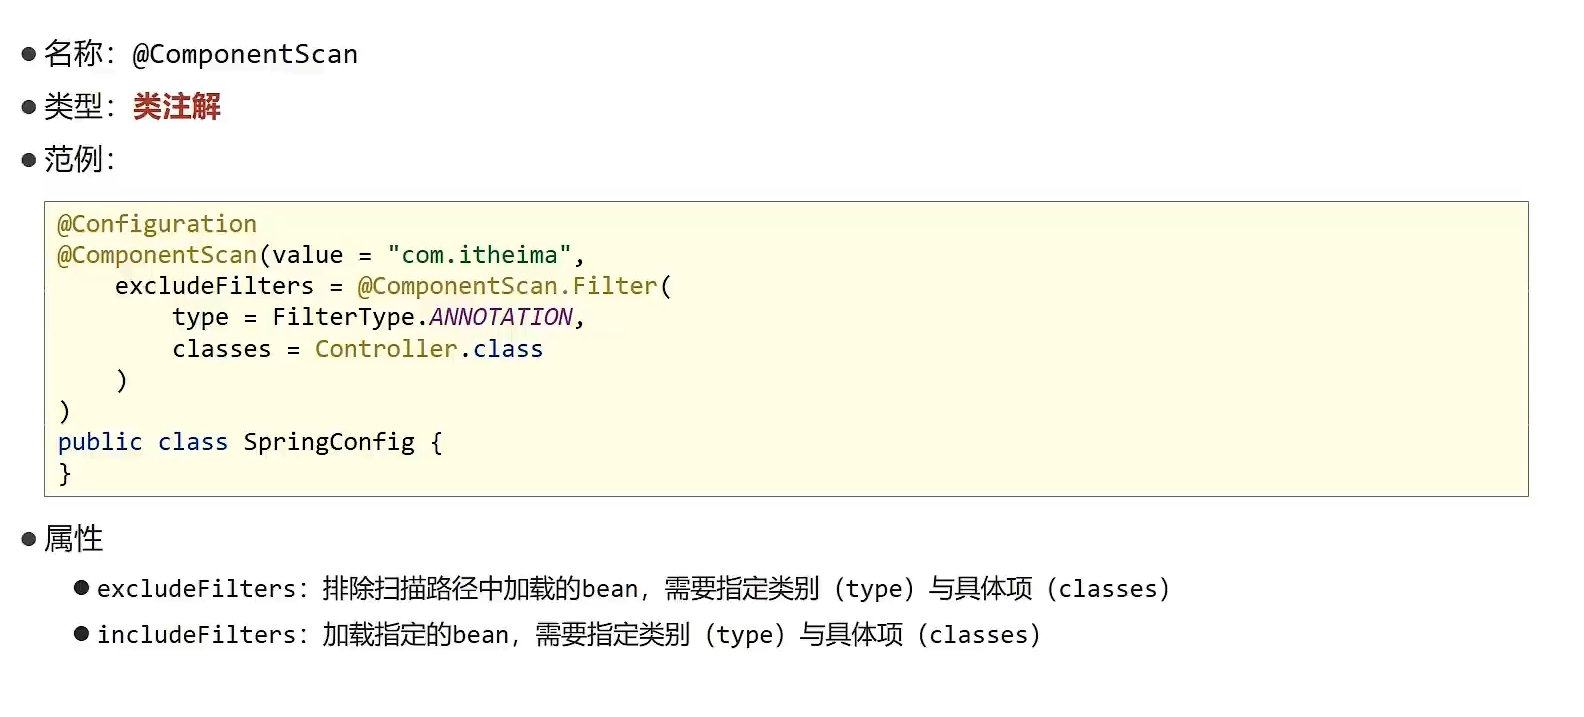 ● 名称：@ComponentScan
● 类型：类注解
● 范例：
@Configuration
@ComponentScan(value = "com.itheima",
    excludeFilters = @ComponentScan.Filter(
        type = FilterType.ANNOTATION,
        classes = Controller.class
    )
)
public class SpringConfig {
}
● 属性
● excludeFilters：排除扫描路径中加载的bean，需要指定类别（type）与具体项（classes）
● includeFilters：加载指定的bean，需要指定类别（type）与具体项（classes）